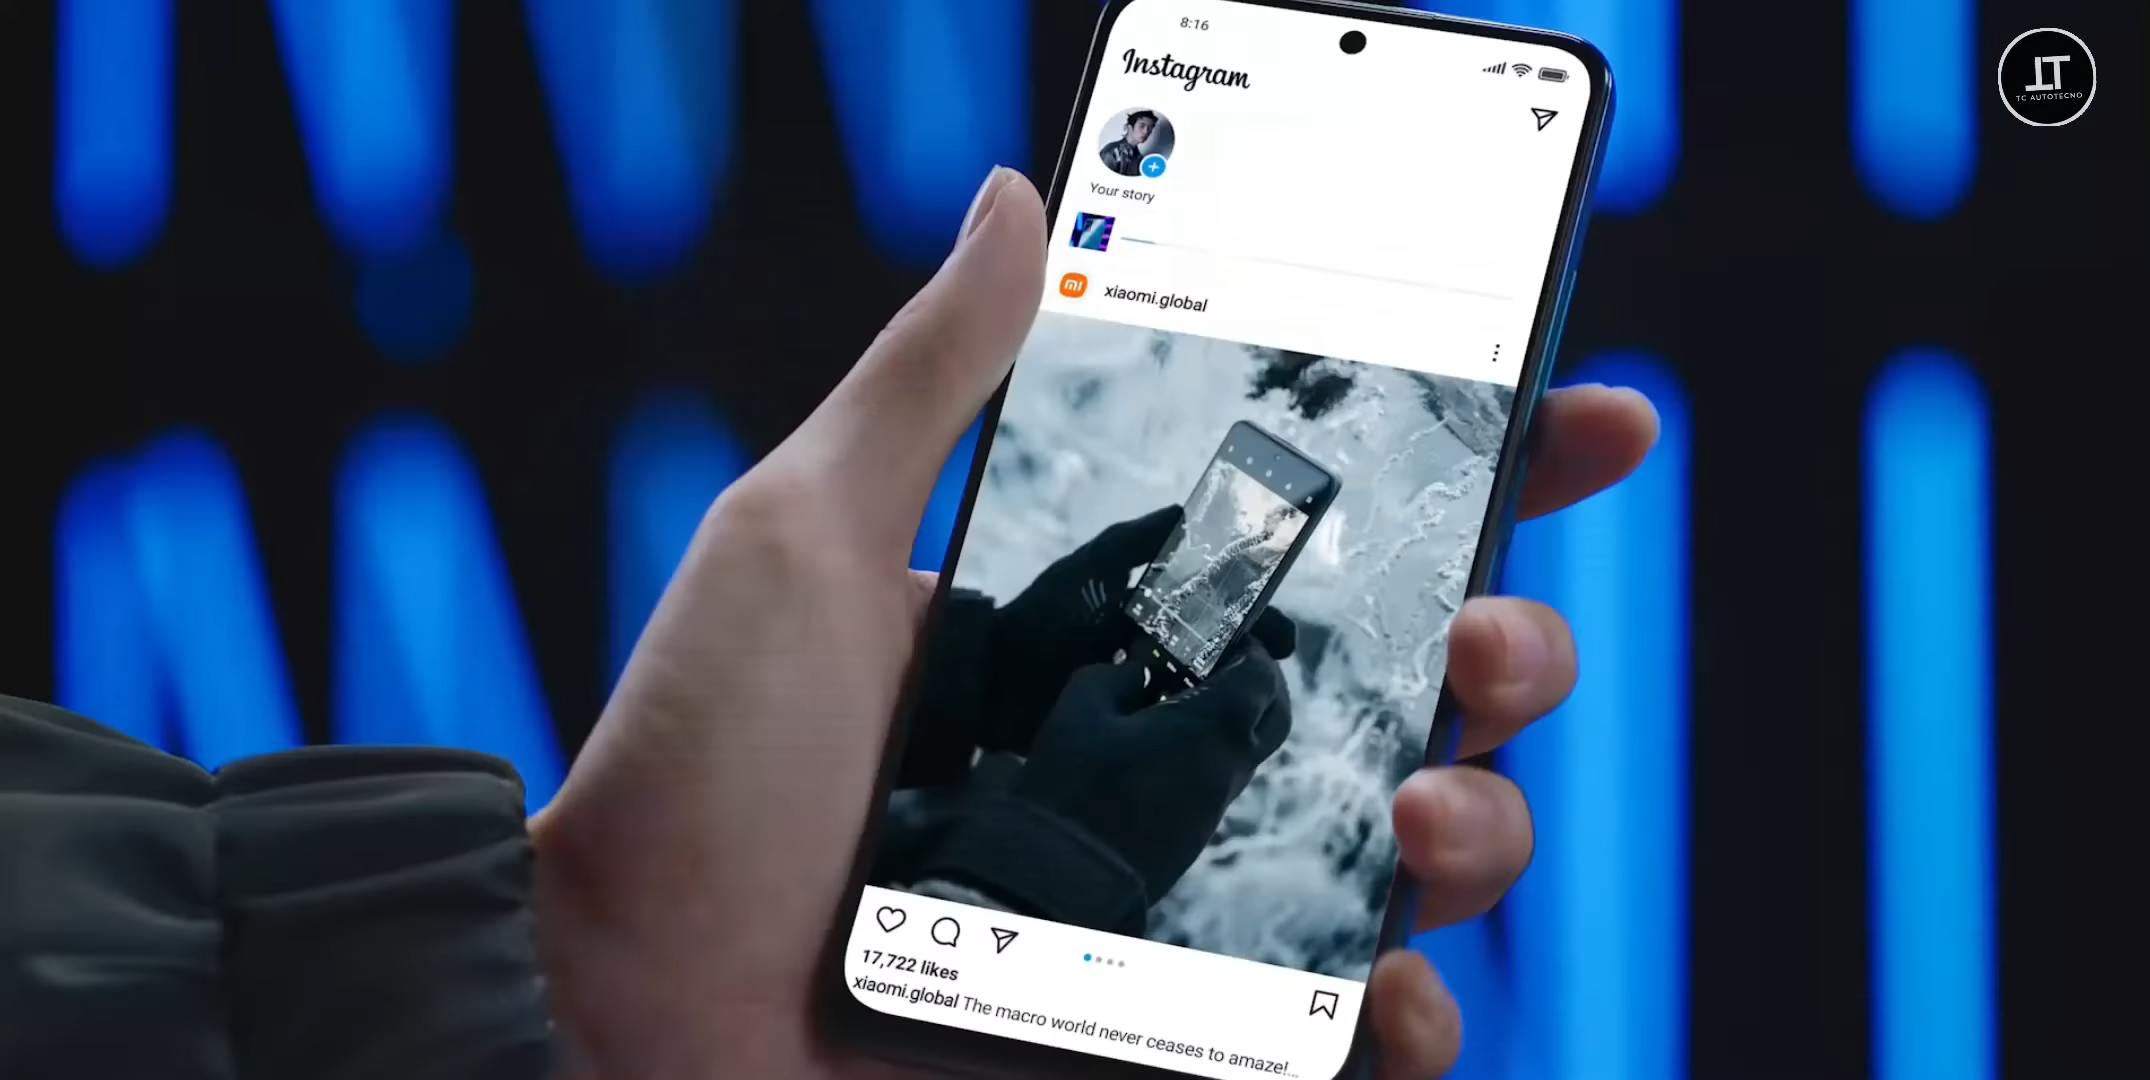 8:16
Instagram
Your story
mi
xiaomi.global
17,722 likes
xiaomi.global The macro world never ceases to amaze!...
TC AUTOTECNO